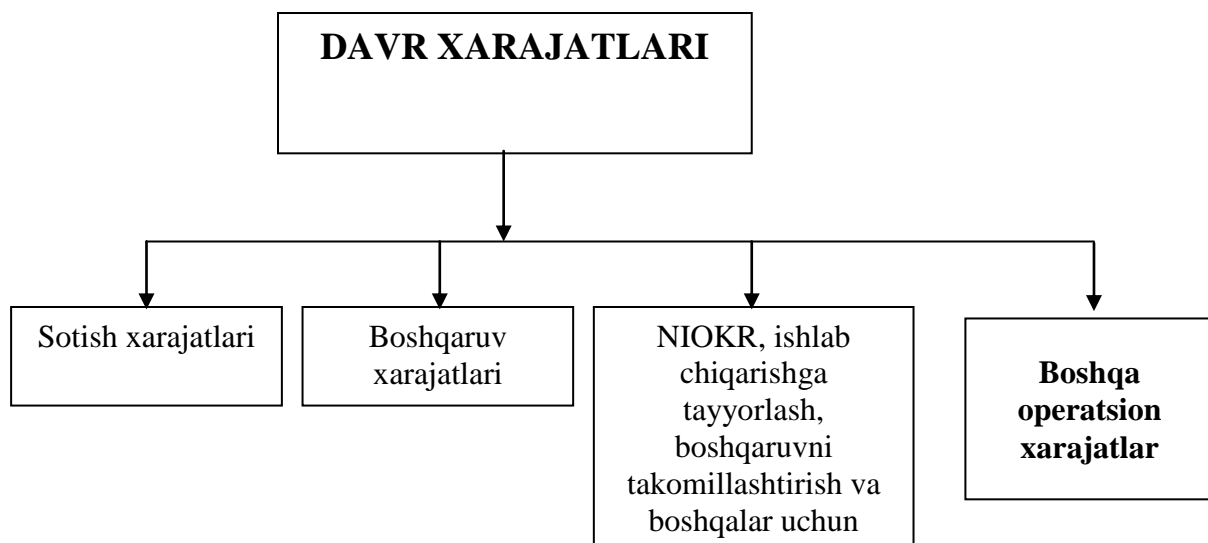 DAVR XARAJATLARI
Sotish xarajatlari
Boshqaruv
xarajatlari
NIOKR, ishlab
chiqarishga
tayyorlash,
boshqaruvni
takomillashtirish va
boshqalar uchun
Boshqa
operatsion
xarajatlar